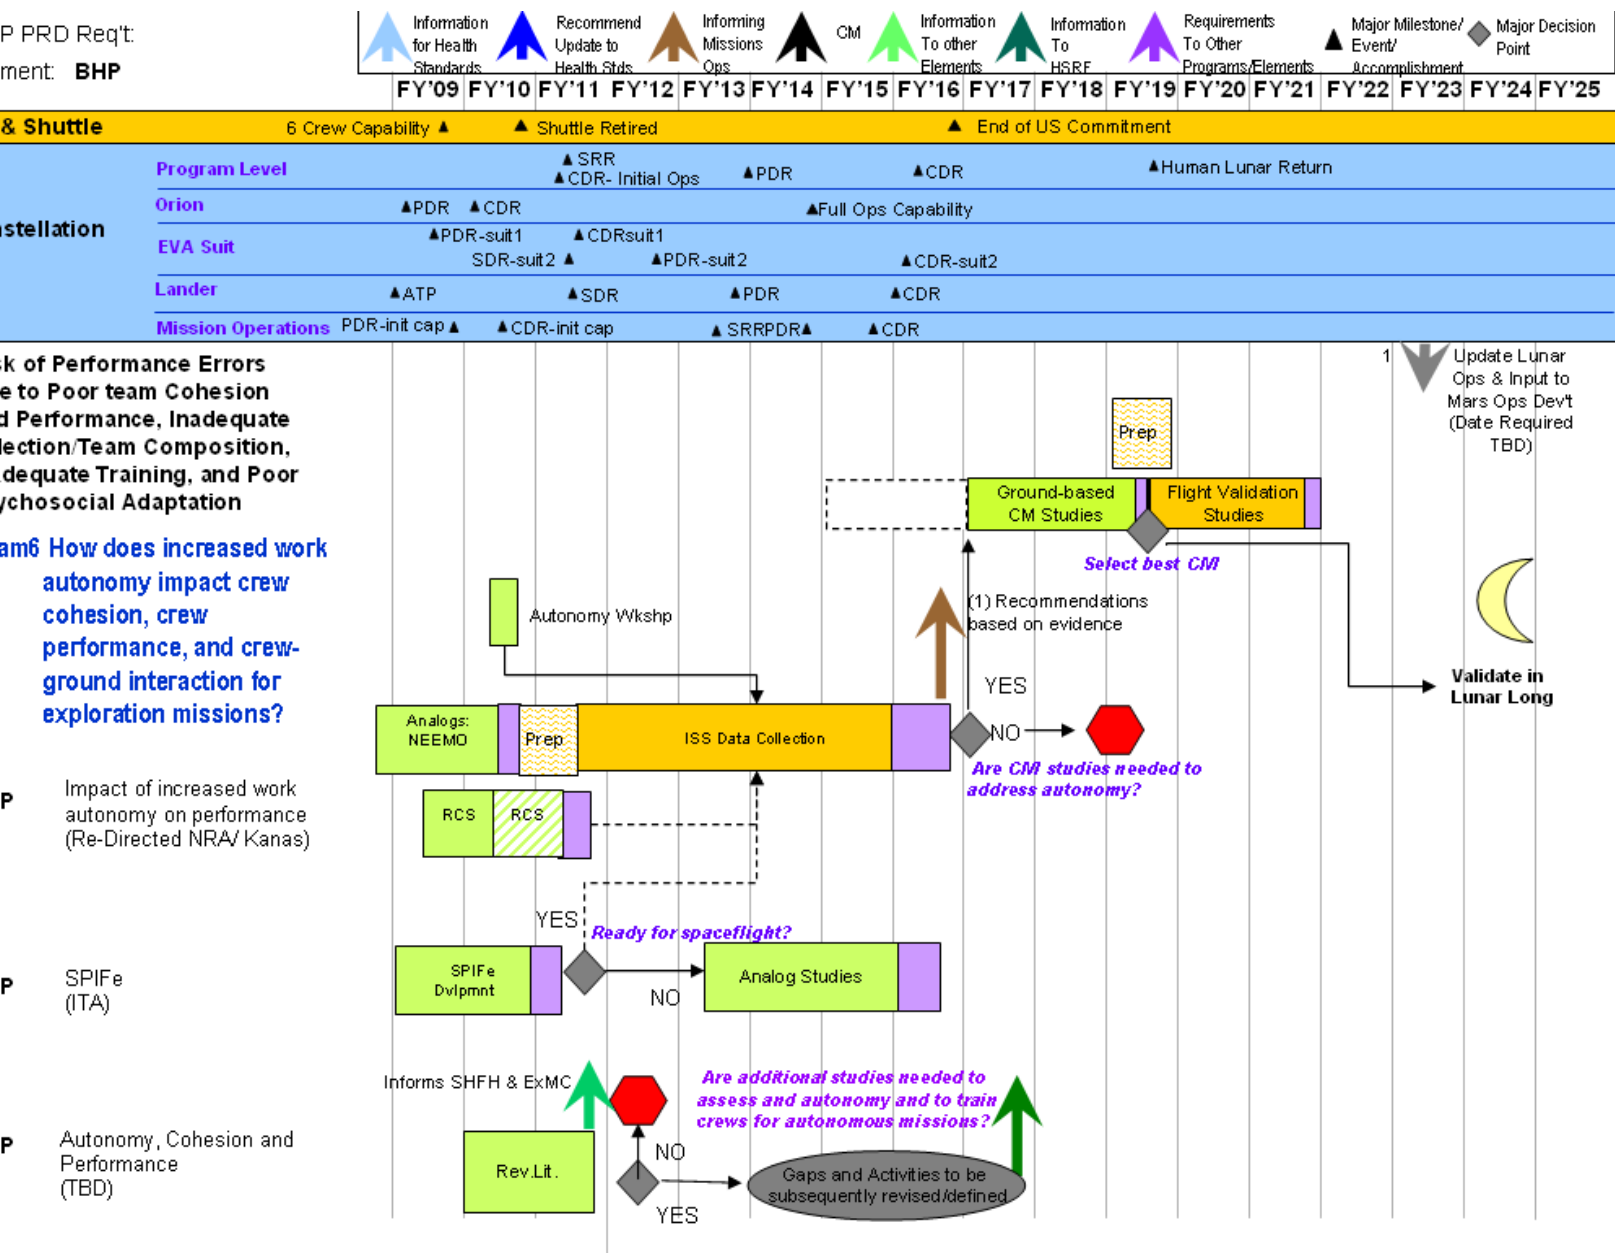 P PRD Req't:
ment: BHP
Information
for Health
Standards
Recommend
Update to
Health Stds
Informing
Missions
Ops
CM
Information
To other
Elements
Information
To
HSRF
Requirements
To Other
Programs/Elements
Major Milestone/
Event/
Accomplishment
Major Decision
Point
FY'09 FY'10 FY'11 FY'12 FY'13 FY'14 FY'15 FY'16 FY'17 FY'18 FY'19 FY'20 FY'21 FY'22 FY'23 FY'24 FY'25
& Shuttle
6 Crew Capability
Shuttle Retired
End of US Commitment
stellation
Program Level
SRR
CDR- Initial Ops
PDR
CDR
Human Lunar Return
Orion
PDR
CDR
Full Ops Capability
EVA Suit
PDR-suit1
CDRsuit1
SDR-suit2
PDR-suit2
CDR-suit2
Lander
ATP
SDR
PDR
CDR
Mission Operations
PDR-init cap
CDR-init cap
SRR
PDR
CDR
sk of Performance Errors
e to Poor team Cohesion
d Performance, Inadequate
lection/Team Composition,
adequate Training, and Poor
ychosocial Adaptation
1
Update Lunar
Ops & Input to
Mars Ops Dev't
(Date Required
TBD)
Prep
Ground-based
CM Studies
Flight Validation
Studies
Select best CM
am6 How does increased work
autonomy impact crew
cohesion, crew
performance, and crew-
ground interaction for
exploration missions?
Autonomy Wkshp
(1) Recommendations
based on evidence
YES
NO
Validate in
Lunar Long
Analogs:
NEEMO
Prep
ISS Data Collection
Are CM studies needed to
address autonomy?
P
Impact of increased work
autonomy on performance
(Re-Directed NRA/ Kanas)
RCS
RCS
YES
Ready for spaceflight?
P
SPIFe
(ITA)
SPIFe
Dvlpmnt
NO
Analog Studies
Informs SHFH & ExMC
Are additional studies needed to
assess and autonomy and to train
crews for autonomous missions?
P
Autonomy, Cohesion and
Performance
(TBD)
Rev.Lit.
NO
YES
Gaps and Activities to be
subsequently revised/defined